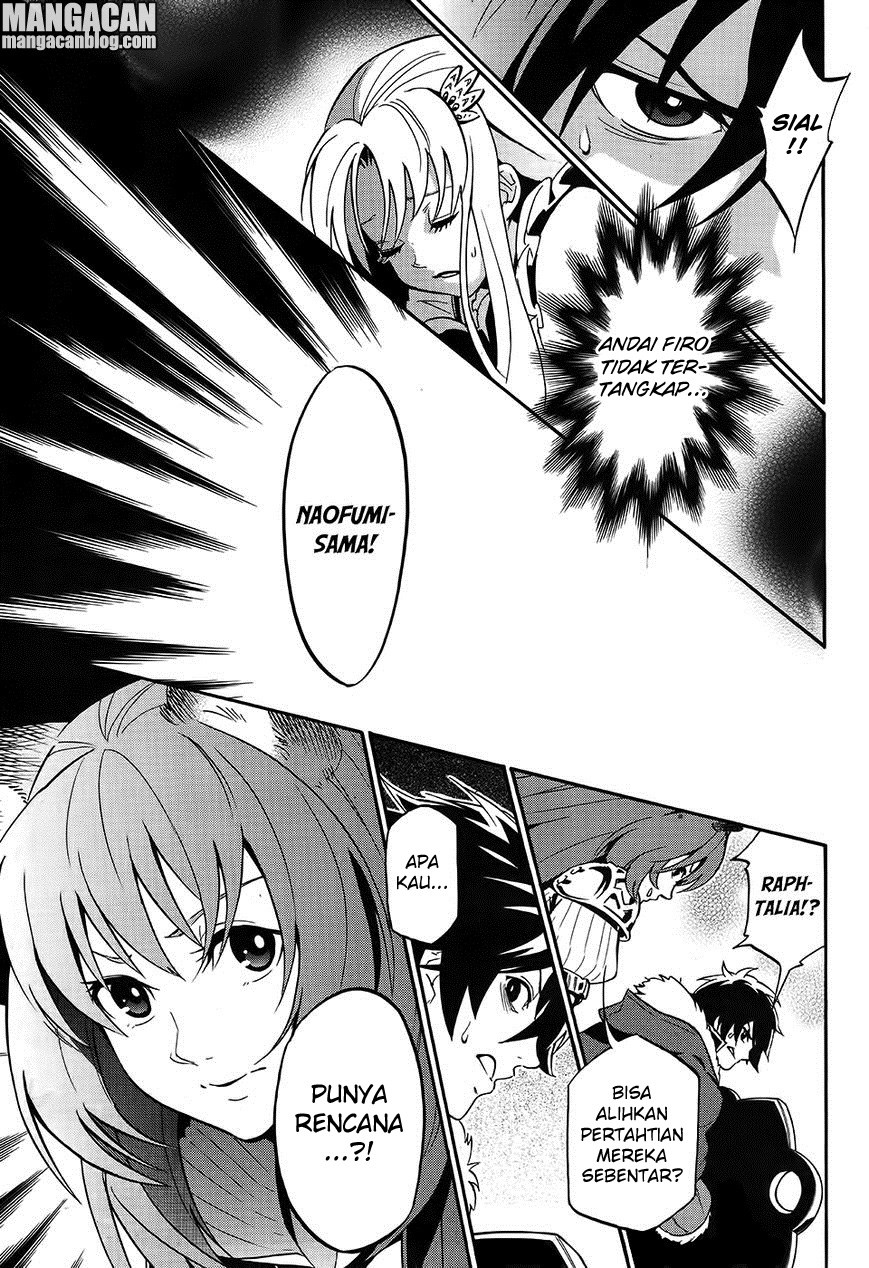 MANGACAN
mangacanblog.com
SIAL
!!
ANDAI FIRO
TIDAK TER-
TANGKAP...
NAOFUMI-
SAMA!
RAPH-
TALIA!?
BISA
ALIHKAN
PERTAHTIAN
MEREKA
SEBENTAR?
APA
KAU...
PUNYA
RENCANA
...?!